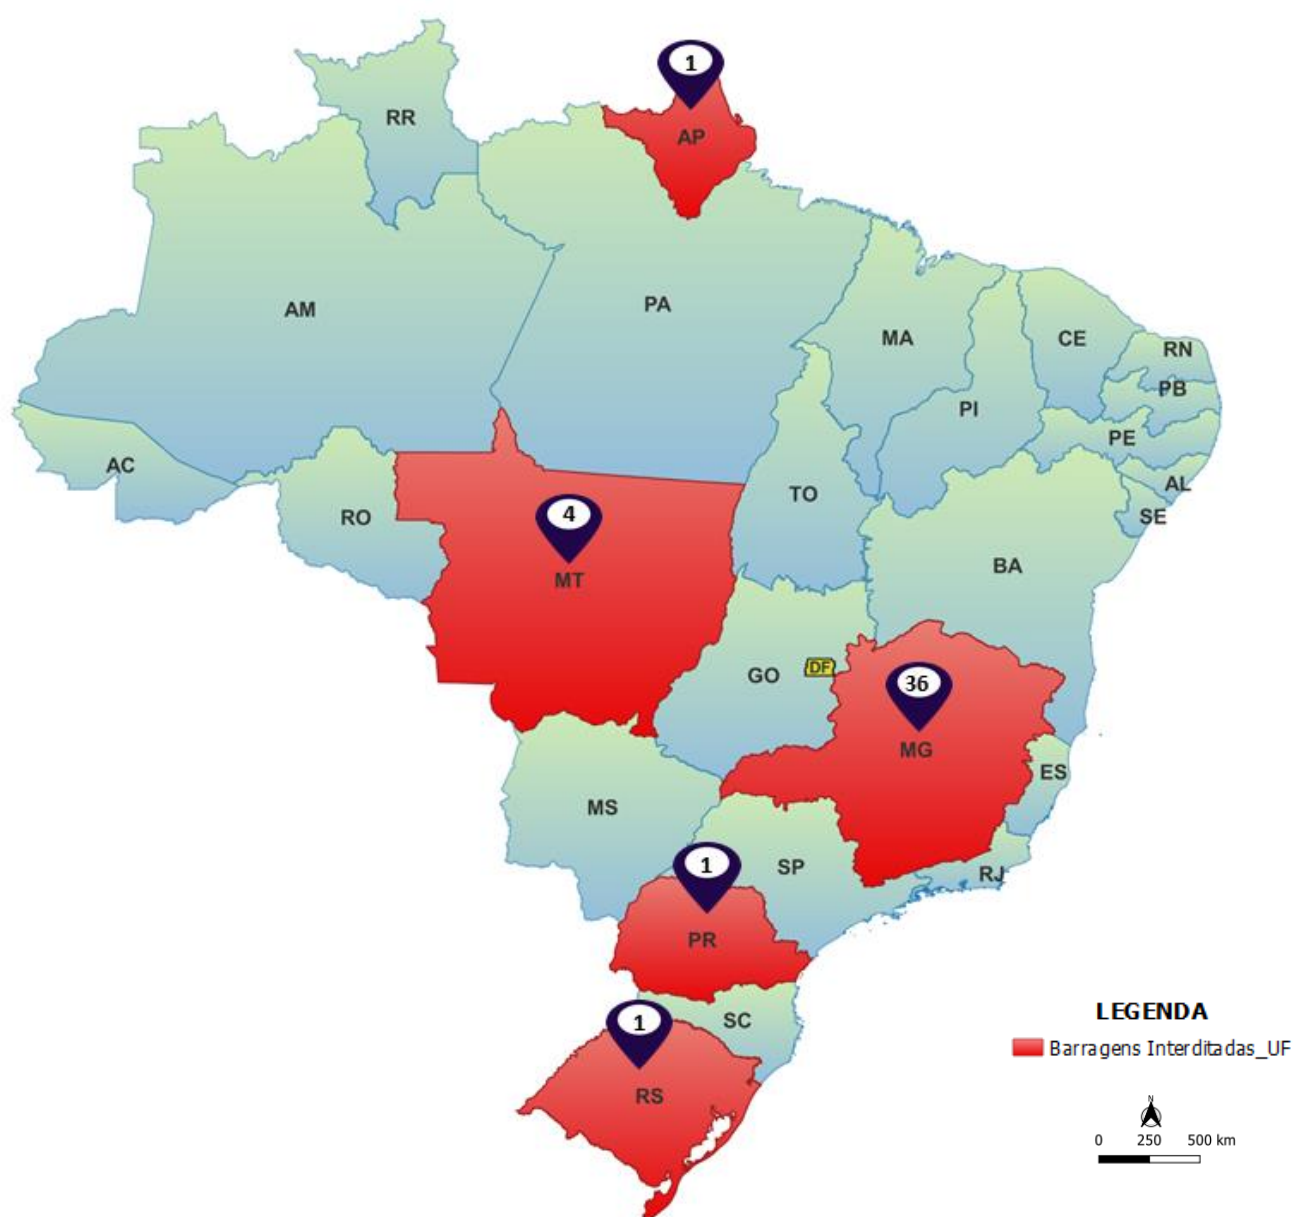 1
RR
AP
AM
PA
MA
CE
RN
PB
PI
PE
AC
AL
TO
SE
RO
4
MT
BA
GO
DF
36
MG
ES
MS
1
SP
RJ
PR
LEGENDA
SC
1
Barragens Interditadas_UF
RS
N
0 250 500 km